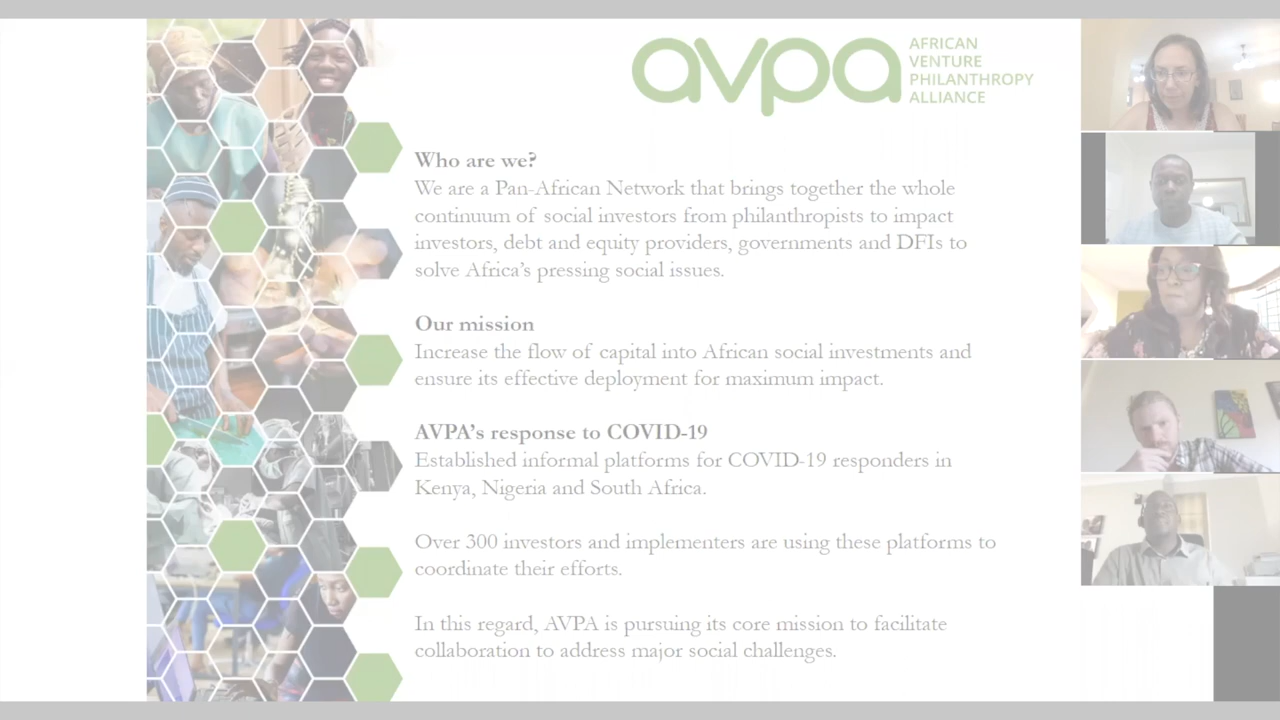 avpa
AFRICAN
VENTURE
PHILANTHROPY
ALLIANCE
Who are we?
We are a Pan-African Network that brings together the whole
continuum of social investors from philanthropists to impact
investors, debt and equity providers, governments and DFIs to
solve Africa's pressing social issues.
Our mission
Increase the flow of capital into African social investments and
ensure its effective deployment for maximum impact.
AVPA's response to COVID-19
Established informal platforms for COVID-19 responders in
Kenya, Nigeria and South Africa.
Over 300 investors and implementers are using these platforms to
coordinate their efforts.
In this regard, AVPA is pursuing its core mission to facilitate
collaboration to address major social challenges.